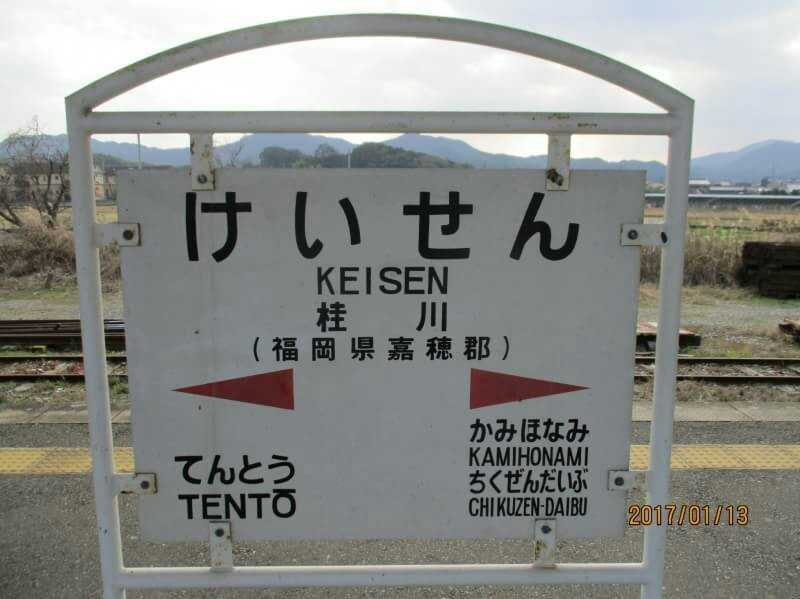 けいせん
KEISEN
桂川
(福岡県嘉穂郡)
てんとう
TENTŌ
かみほなみ
KAMIHONAMI
ちくぜんだいぶ
CHIKUZEN-DAIBU
2017/01/13